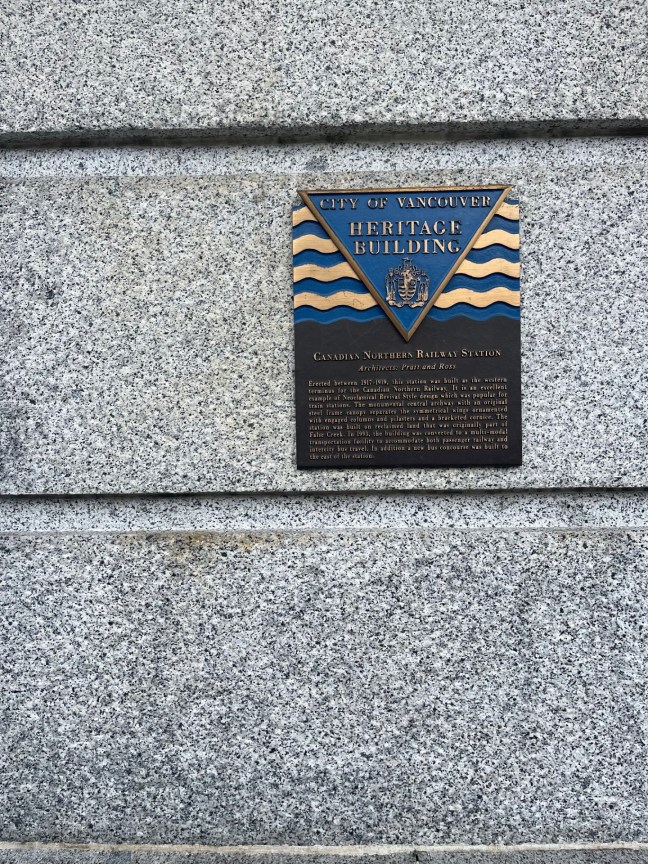 CITY OF VANCOUVER
HERITAGE
BUILDING
CANADIAN NORTHERN RAILWAY STATION
Architects: Pratt and Ross
Erected between 1917-1919, this station was built as the western
terminus for the Canadian Northern Railway. It is an excellent
example of Neoclassical Revival Style design which was popular for
train stations. The monumental central archway with an original
steel frame canopy separates the symmetrical wings ornamented
with engaged columns and pilasters and a bracketed cornice. The
station was built on reclaimed land that was originally part of
False Creek. In 1993, the building was converted to a multi-modal
transportation facility to accommodate both passenger railway and
intercity bus travel. In addition a new bus concourse was built to
the east of the station.